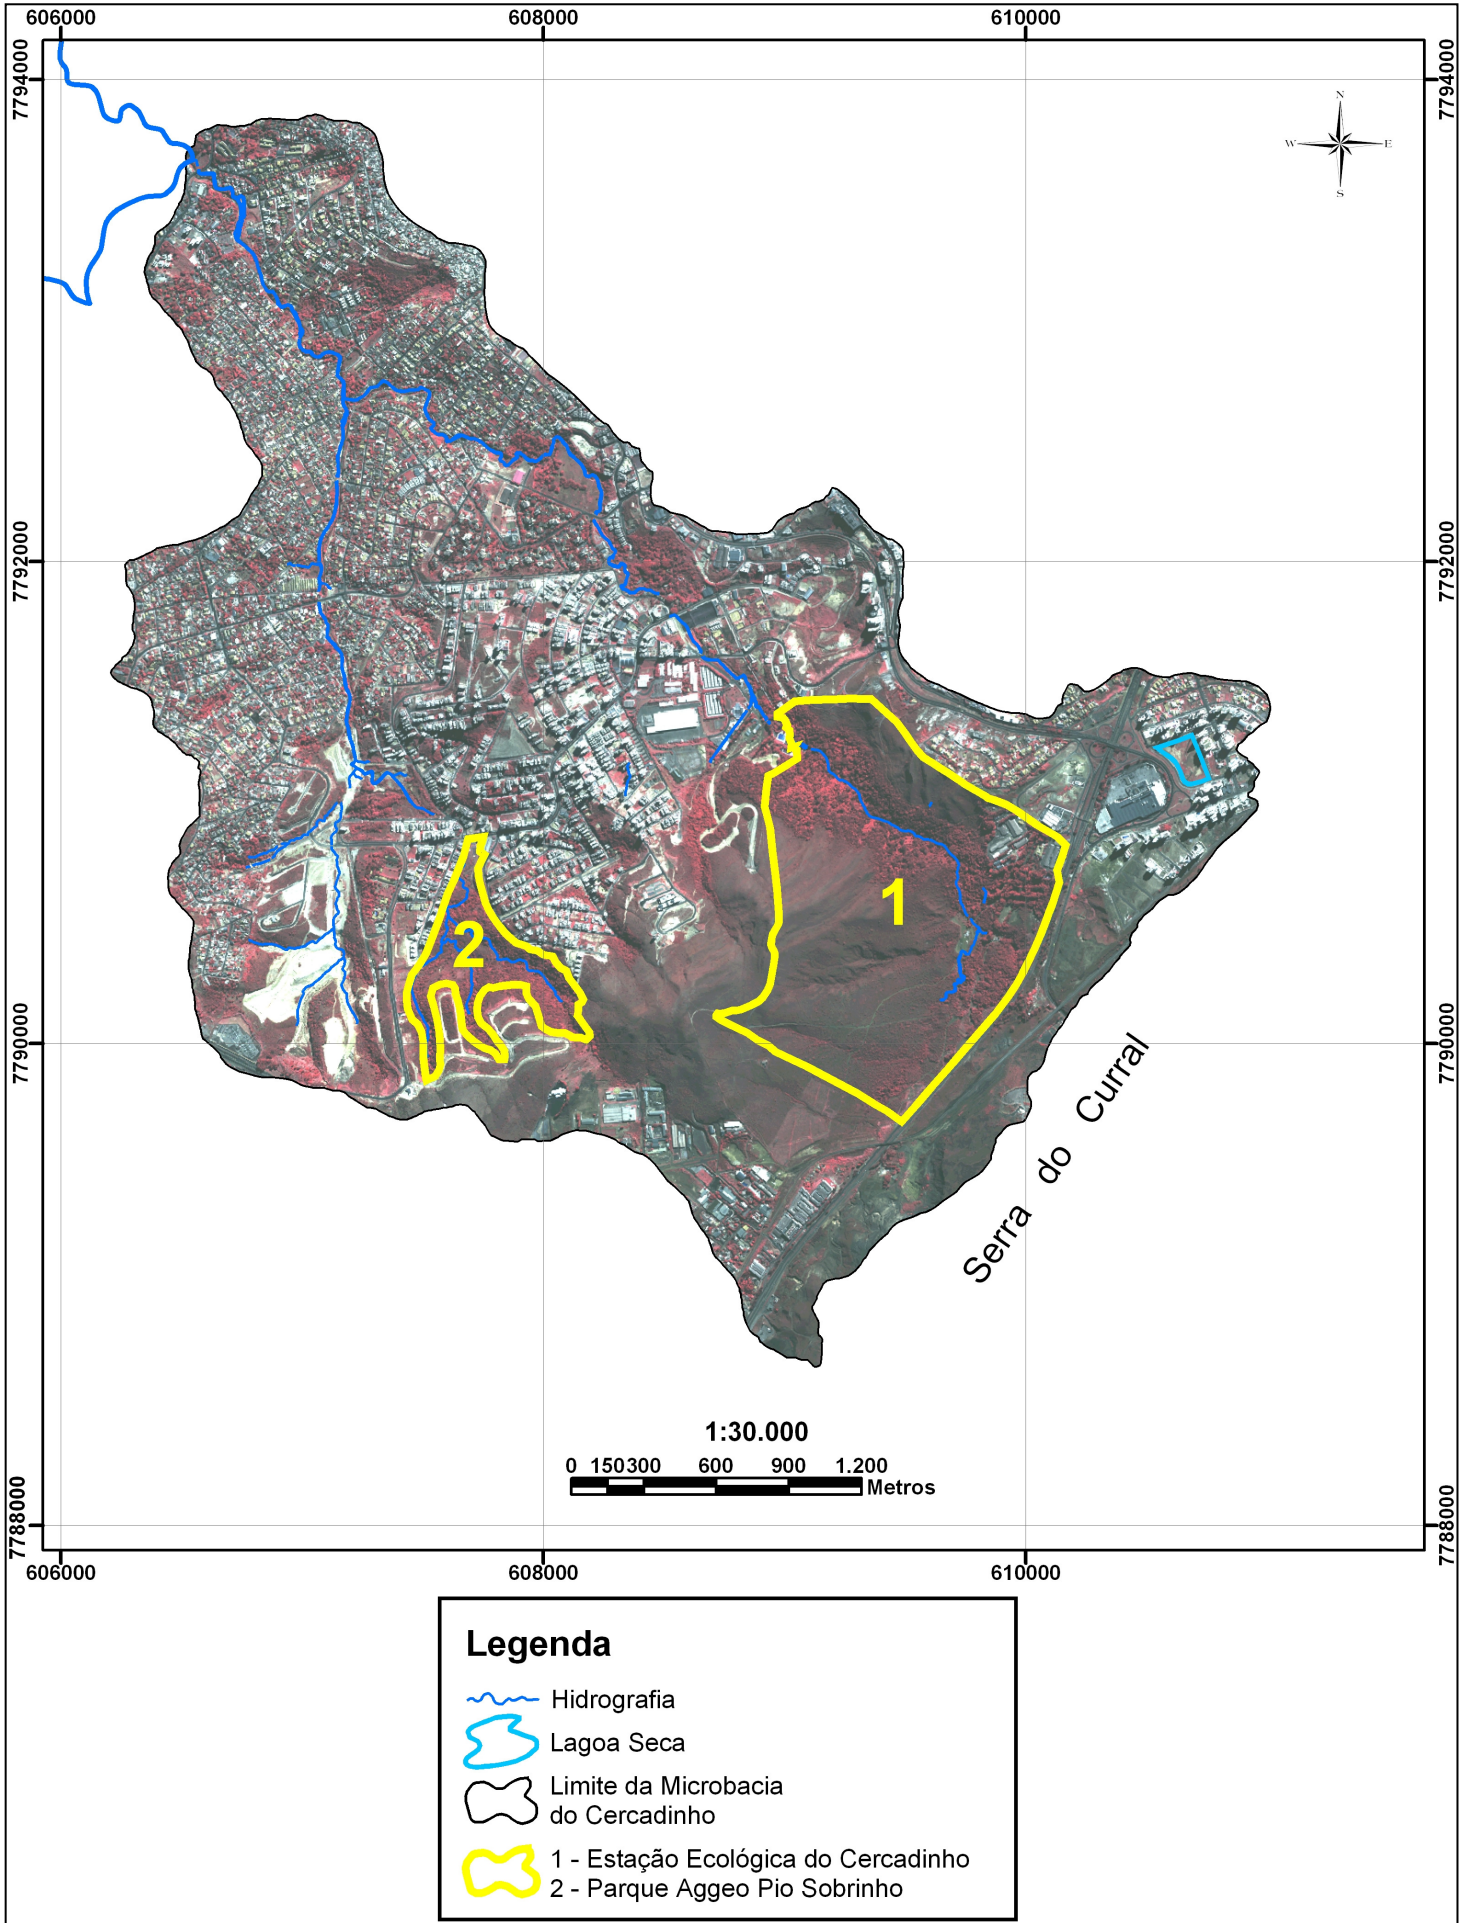 606000 608000 610000
7794000 7794000
N
W E
S
7792000 7792000
1
2
7790000 7790000
Serra do Curral
1:30.000
0 150 300 600 900 1.200
Metros
7788000 7788000
606000 608000 610000
Legenda
Hidrografia
Lagoa Seca
Limite da Microbacia
do Cercadinho
1 - Estação Ecológica do Cercadinho
2 - Parque Aggeo Pio Sobrinho